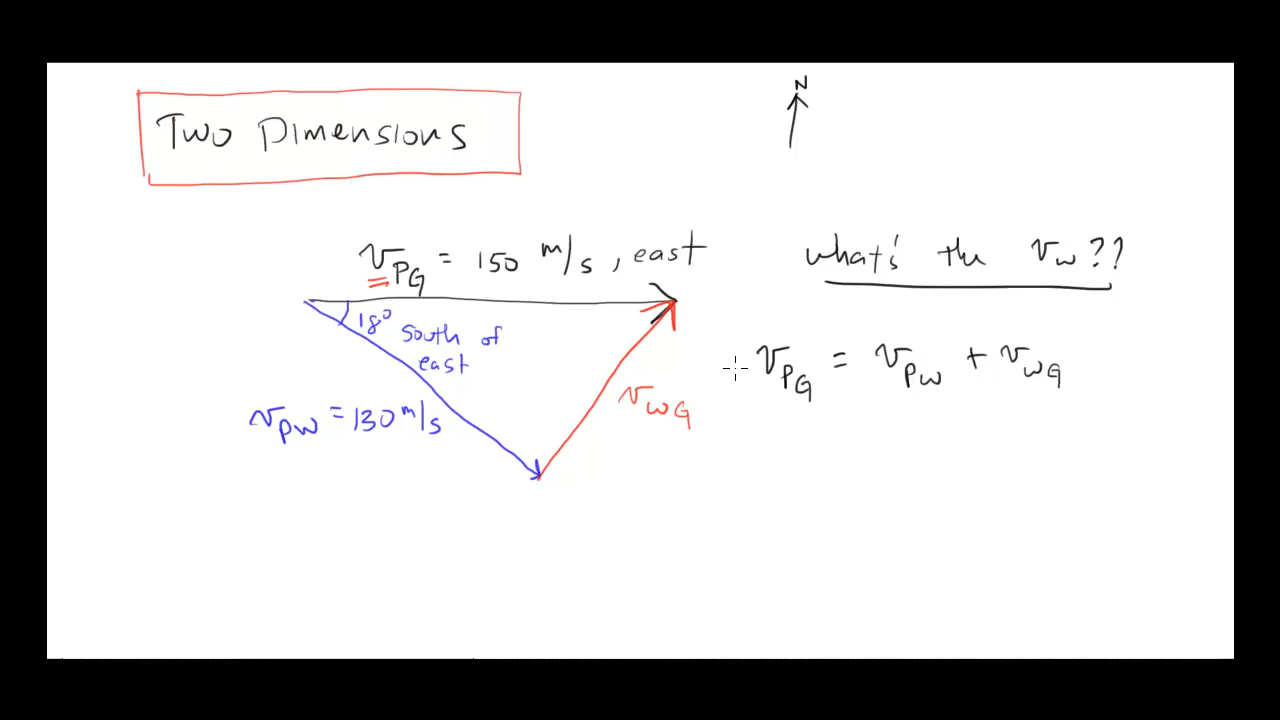 N
Two Dimensions
v_PG = 150 m/s, east
what's the v_w??
18° south of
east
v_PG = v_PW + v_WG
v_PW = 130 m/s
v_WG